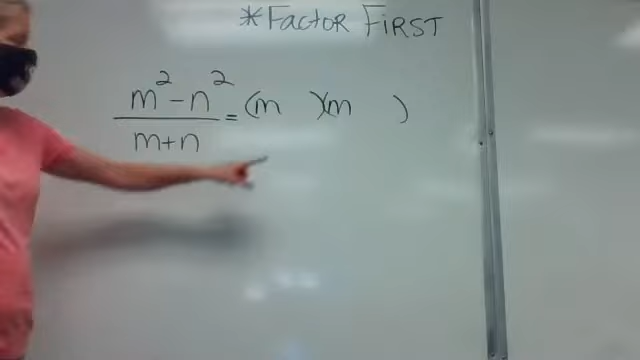 *FACTOR FIRST
m² - n² = (m )(m )
m+n